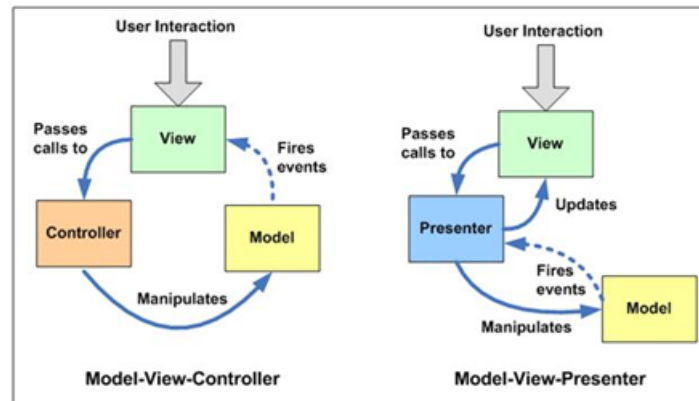 User Interaction
Passes
calls to
View
Fires
events
Controller
Model
Manipulates
Model-View-Controller
User Interaction
Passes
calls to
View
Updates
Presenter
Fires
events
Manipulates
Model
Model-View-Presenter